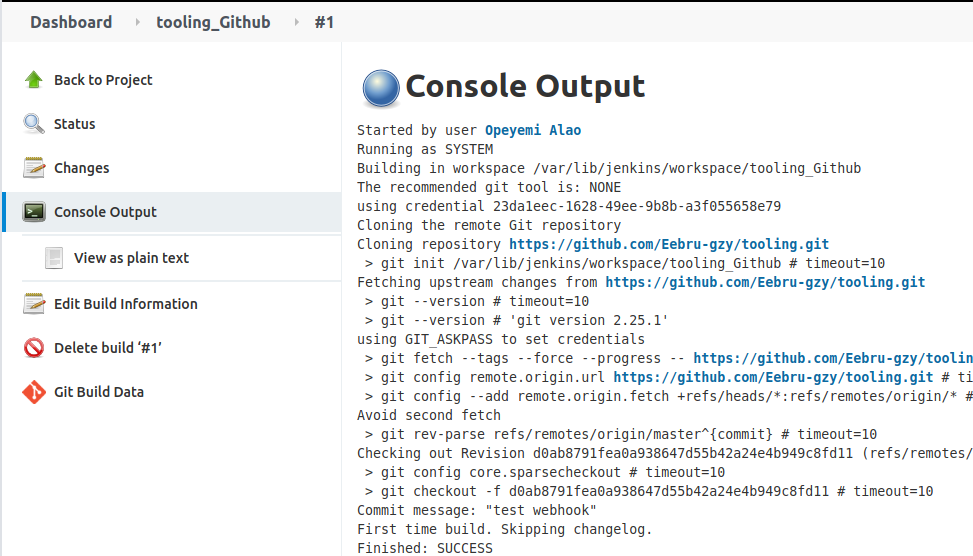 Dashboard › tooling_Github › #1
Back to Project
Status
Changes
Console Output
View as plain text
Edit Build Information
Delete build ‘#1’
Git Build Data
Console Output
Started by user Opeyemi Alao
Running as SYSTEM
Building in workspace /var/lib/jenkins/workspace/tooling_Github
The recommended git tool is: NONE
using credential 23da1eec-1628-49ee-9b8b-a3f055658e79
Cloning the remote Git repository
Cloning repository https://github.com/Eebru-gzy/tooling.git
 > git init /var/lib/jenkins/workspace/tooling_Github # timeout=10
Fetching upstream changes from https://github.com/Eebru-gzy/tooling.git
 > git --version # timeout=10
 > git --version # 'git version 2.25.1'
using GIT_ASKPASS to set credentials
 > git fetch --tags --force --progress -- https://github.com/Eebru-gzy/toolin
 > git config remote.origin.url https://github.com/Eebru-gzy/tooling.git # ti
 > git config --add remote.origin.fetch +refs/heads/*:refs/remotes/origin/* #
Avoid second fetch
 > git rev-parse refs/remotes/origin/master^{commit} # timeout=10
Checking out Revision d0ab8791fea0a938647d55b42a24e4b949c8fd11 (refs/remotes/
 > git config core.sparsecheckout # timeout=10
 > git checkout -f d0ab8791fea0a938647d55b42a24e4b949c8fd11 # timeout=10
Commit message: "test webhook"
First time build. Skipping changelog.
Finished: SUCCESS